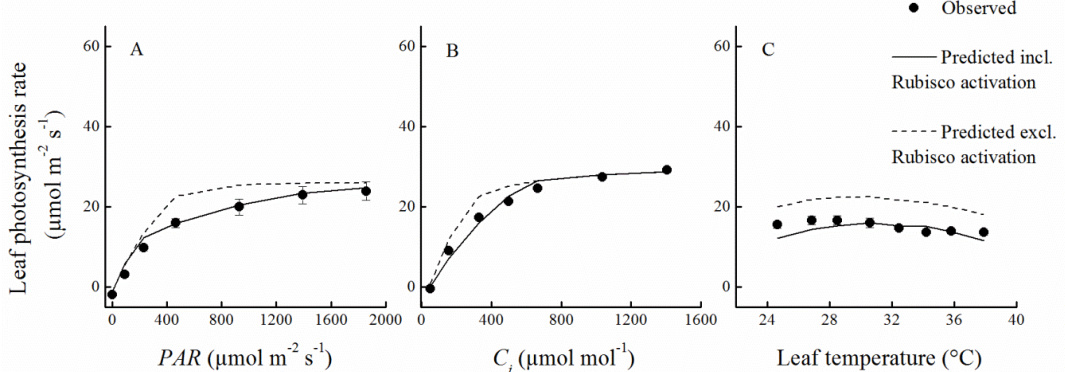 Leaf photosynthesis rate
(μmol m⁻² s⁻¹)
60
40
20
0
A
0 400 800 1200 1600 2000
PAR (μmol m⁻² s⁻¹)
60
40
20
0
B
0 400 800 1200 1600
Cᵢ (μmol mol⁻¹)
60
40
20
0
C
24 28 32 36 40
Leaf temperature (°C)
Observed
Predicted incl.
Rubisco activation
Predicted excl.
Rubisco activation